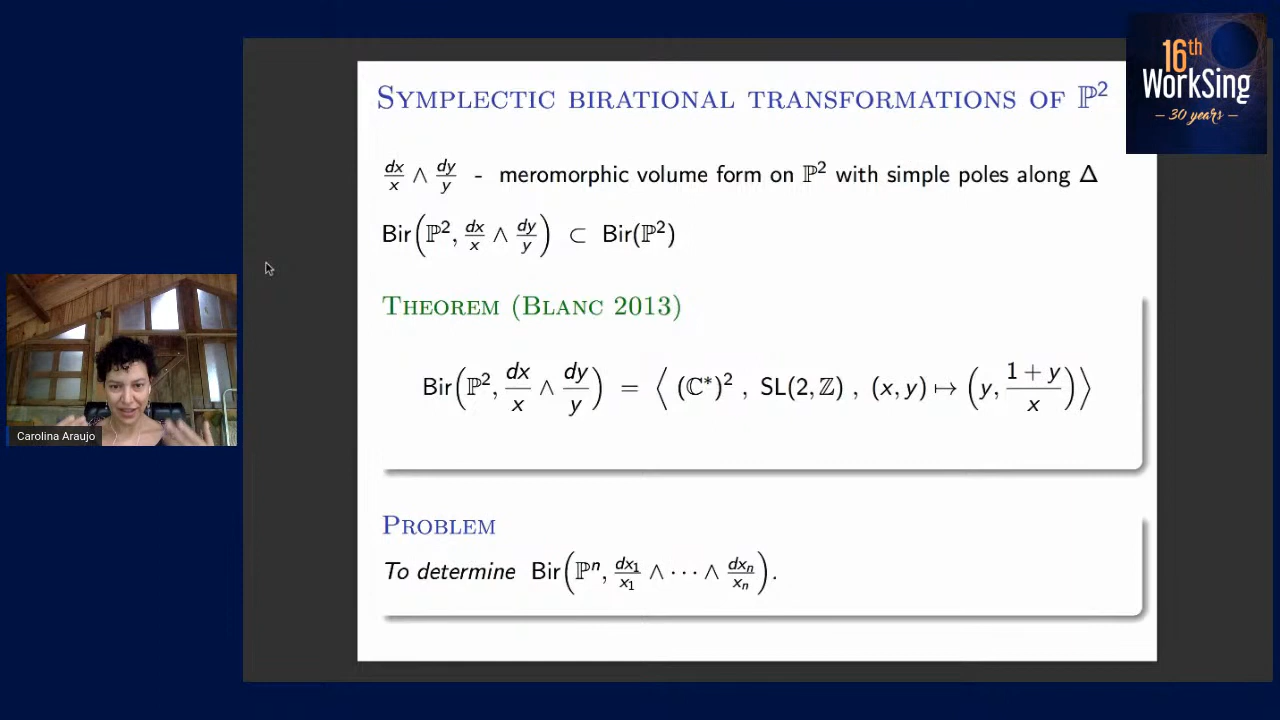 16th
WorkSing
– 30 years –
Symplectic birational transformations of ℙ²
dx/x ∧ dy/y - meromorphic volume form on ℙ² with simple poles along Δ
Bir(ℙ², dx/x ∧ dy/y) ⊂ Bir(ℙ²)
Theorem (Blanc 2013)
Bir(ℙ², dx/x ∧ dy/y) = ⟨ (ℂ*)² , SL(2, ℤ) , (x, y) ↦ (y, (1 + y)/x) ⟩
Problem
To determine Bir(ℙⁿ, dx₁/x₁ ∧ ⋯ ∧ dxₙ/xₙ).
Carolina Araujo